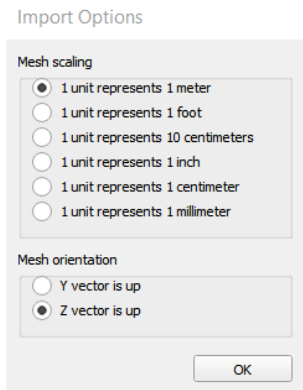 Import Options
Mesh scaling
1 unit represents 1 meter
1 unit represents 1 foot
1 unit represents 10 centimeters
1 unit represents 1 inch
1 unit represents 1 centimeter
1 unit represents 1 millimeter
Mesh orientation
Y vector is up
Z vector is up
OK